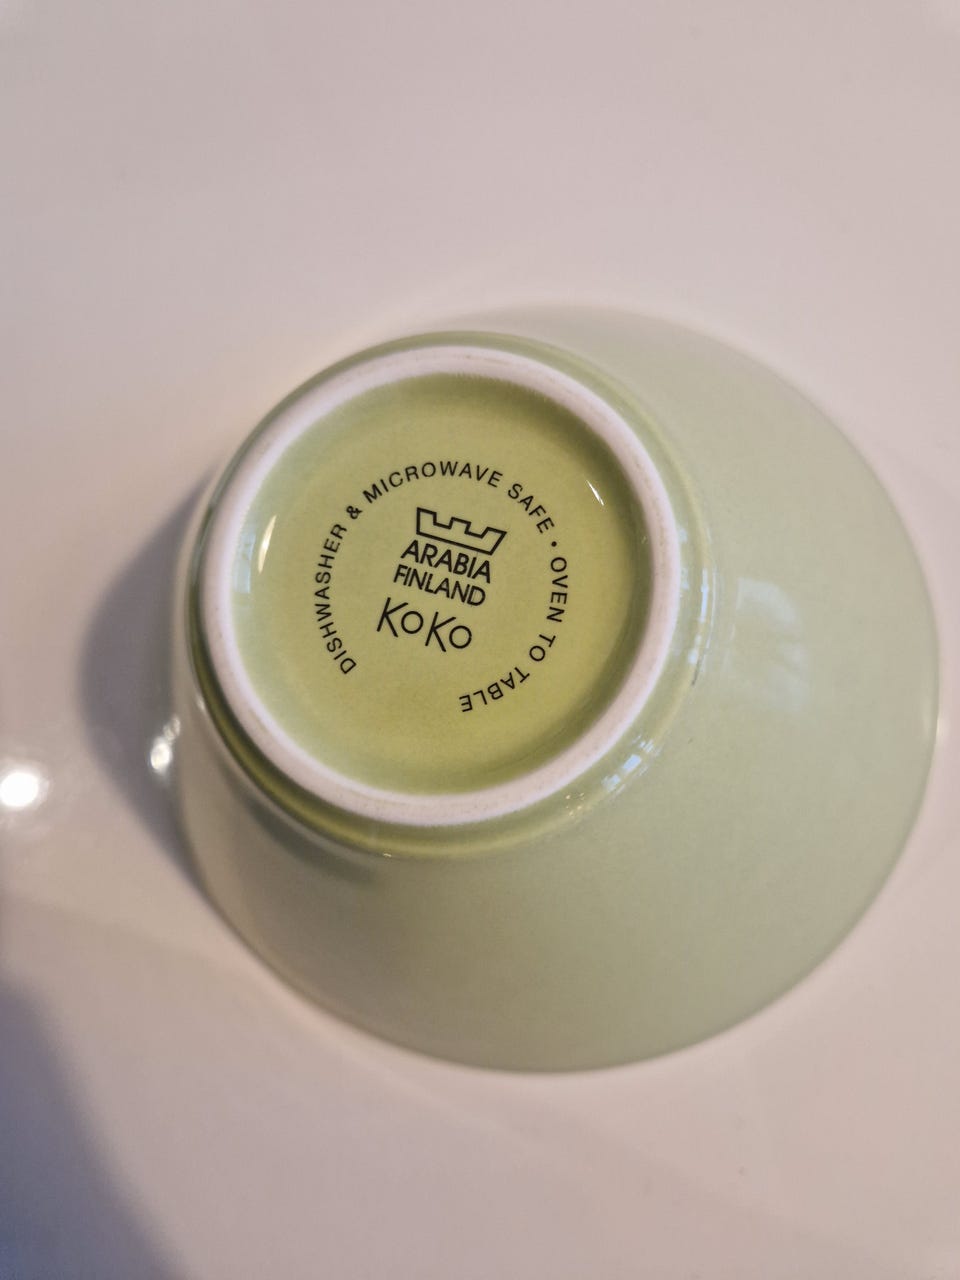 DISHWASHER & MICROWAVE SAFE • OVEN TO TABLE
ARABIA
FINLAND
KoKo